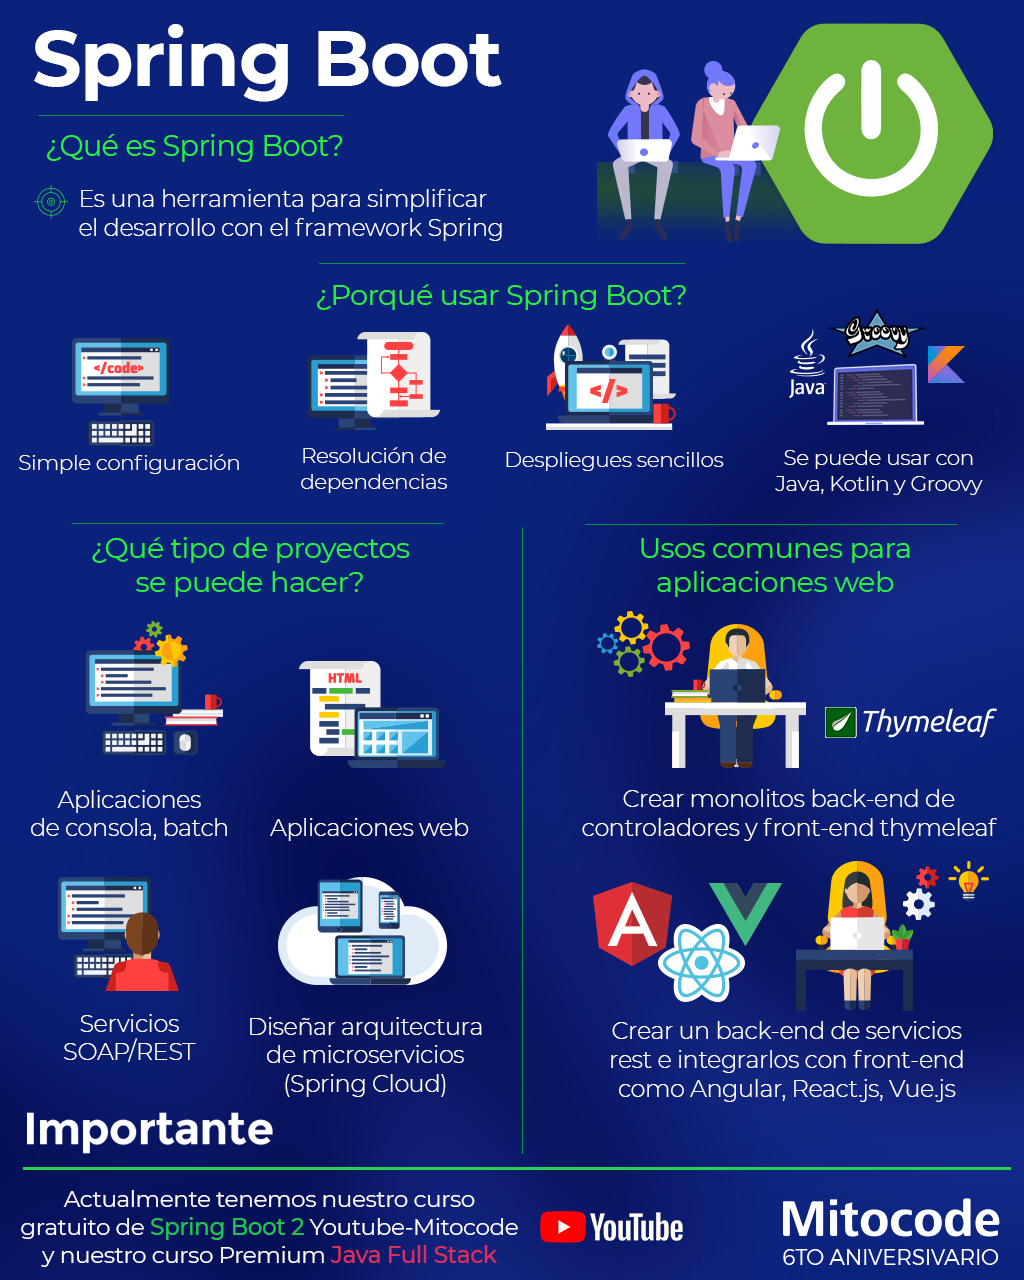 Spring Boot
¿Qué es Spring Boot?
Es una herramienta para simplificar
el desarrollo con el framework Spring
¿Porqué usar Spring Boot?
</code>
Simple configuración
Resolución de
dependencias
</>
Despliegues sencillos
Java
Groovy
Se puede usar con
Java, Kotlin y Groovy
¿Qué tipo de proyectos
se puede hacer?
Aplicaciones
de consola, batch
HTML
Aplicaciones web
Servicios
SOAP/REST
Diseñar arquitectura
de microservicios
(Spring Cloud)
Usos comunes para
aplicaciones web
Thymeleaf
Crear monolitos back-end de
controladores y front-end thymeleaf
A
Crear un back-end de servicios
rest e integrarlos con front-end
como Angular, React.js, Vue.js
Importante
Actualmente tenemos nuestro curso
gratuito de Spring Boot 2 Youtube-Mitocode
y nuestro curso Premium Java Full Stack
YouTube
Mitocode
6TO ANIVERSIVARIO